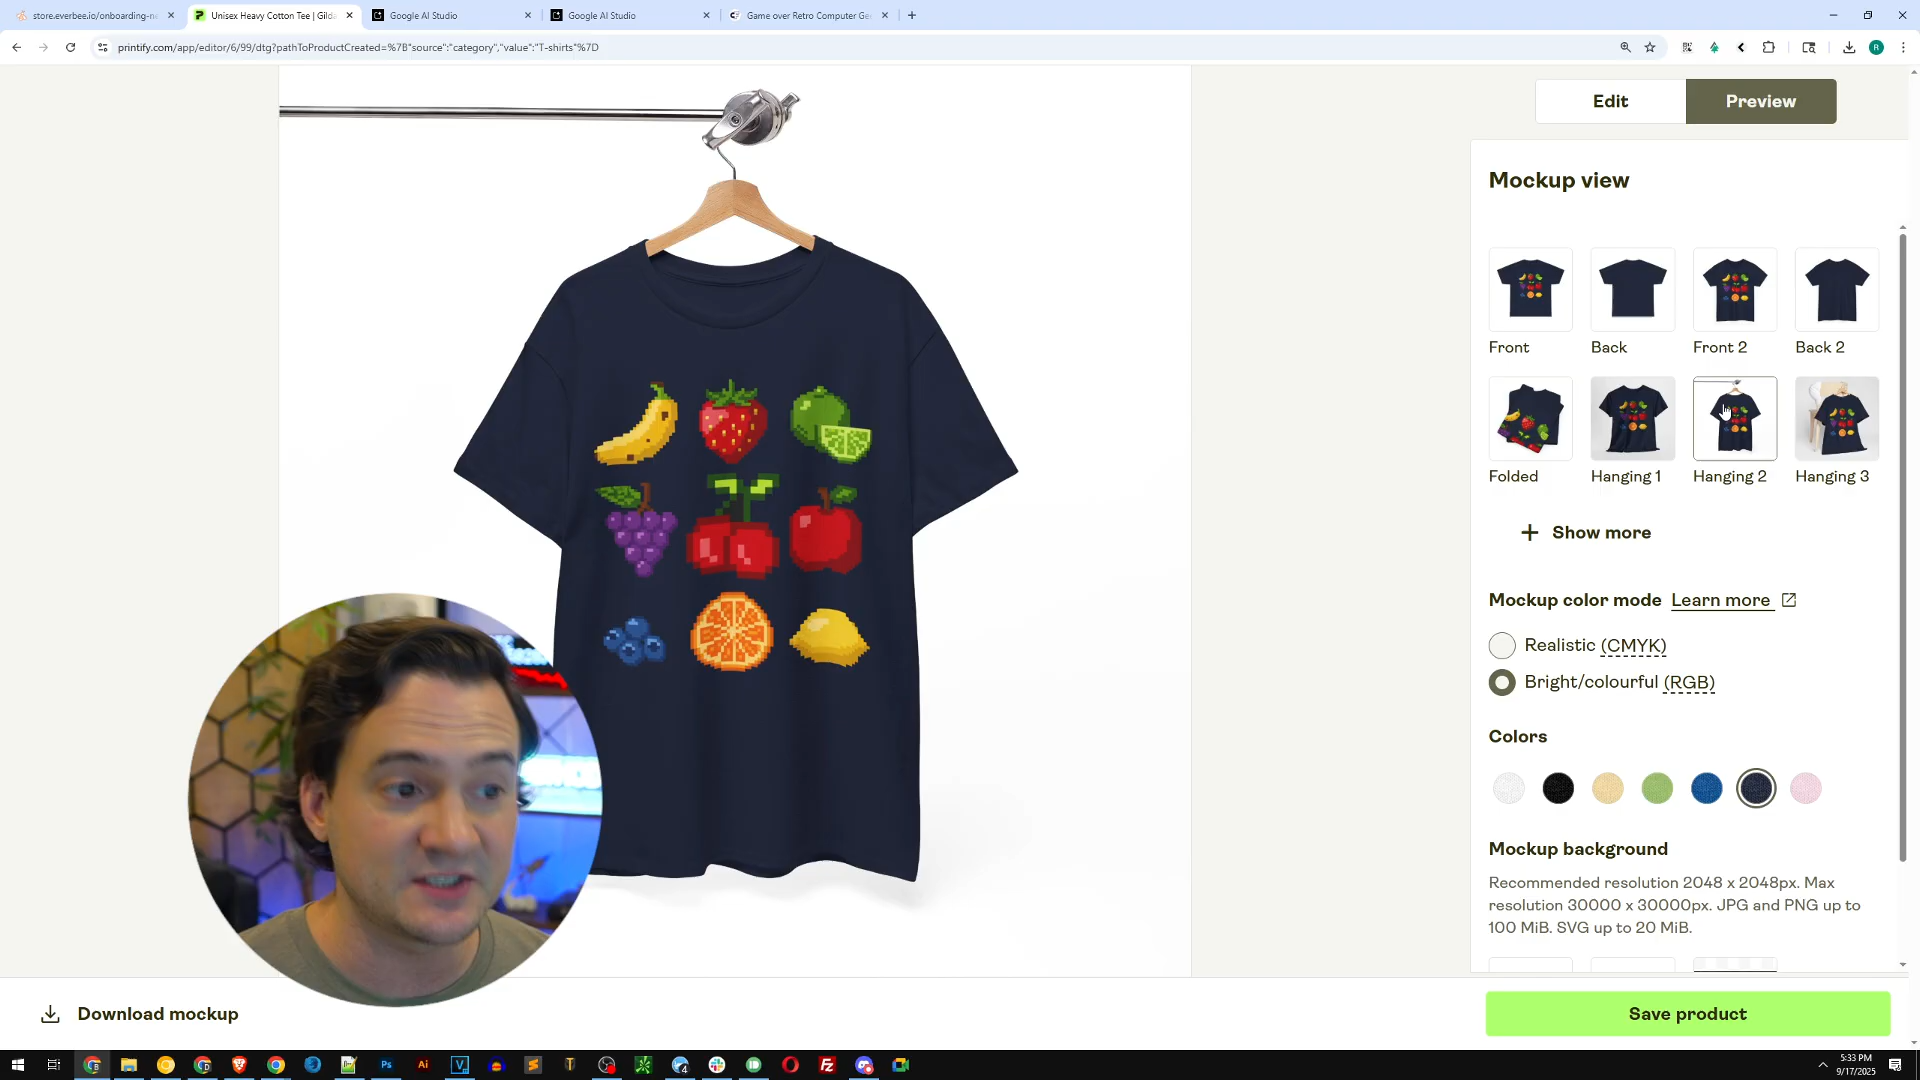 store.everbee.io/onboarding-ne
Unisex Heavy Cotton Tee | Gilda
Google AI Studio
Google AI Studio
Game over Retro Computer Ge
printify.com/app/editor/6/99/dtg?pathToProductCreated=%7B"source":"category","value":"T-shirts"%7D
Edit
Preview
Mockup view
Front
Back
Front 2
Back 2
Folded
Hanging 1
Hanging 2
Hanging 3
Show more
Mockup color mode Learn more
Realistic (CMYK)
Bright/colourful (RGB)
Colors
Mockup background
Recommended resolution 2048 x 2048px. Max
resolution 30000 x 30000px. JPG and PNG up to
100 MiB. SVG up to 20 MiB.
Download mockup
Save product
5:33 PM
9/17/2025